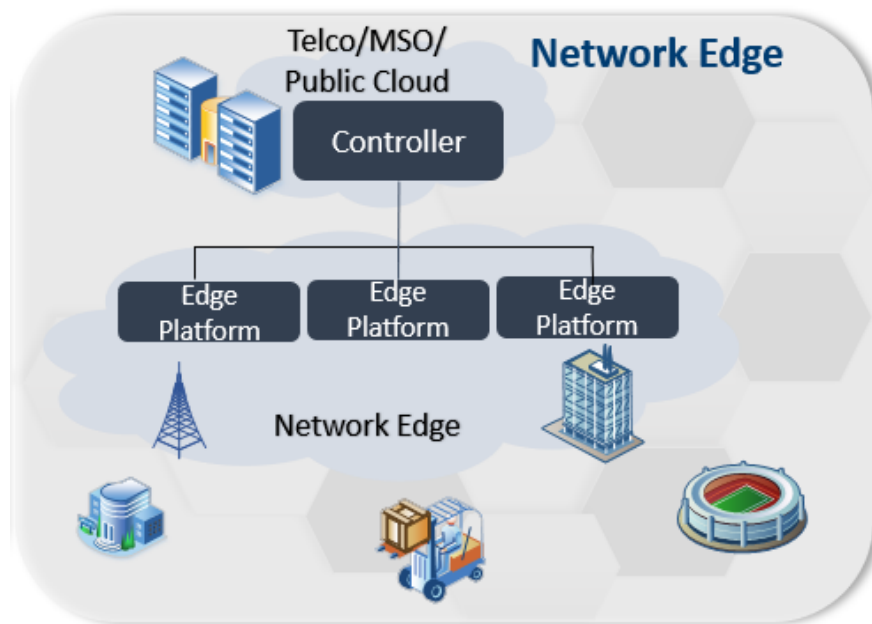 Network Edge
Telco/MSO/
Public Cloud
Controller
Edge
Platform
Edge
Platform
Edge
Platform
Network Edge